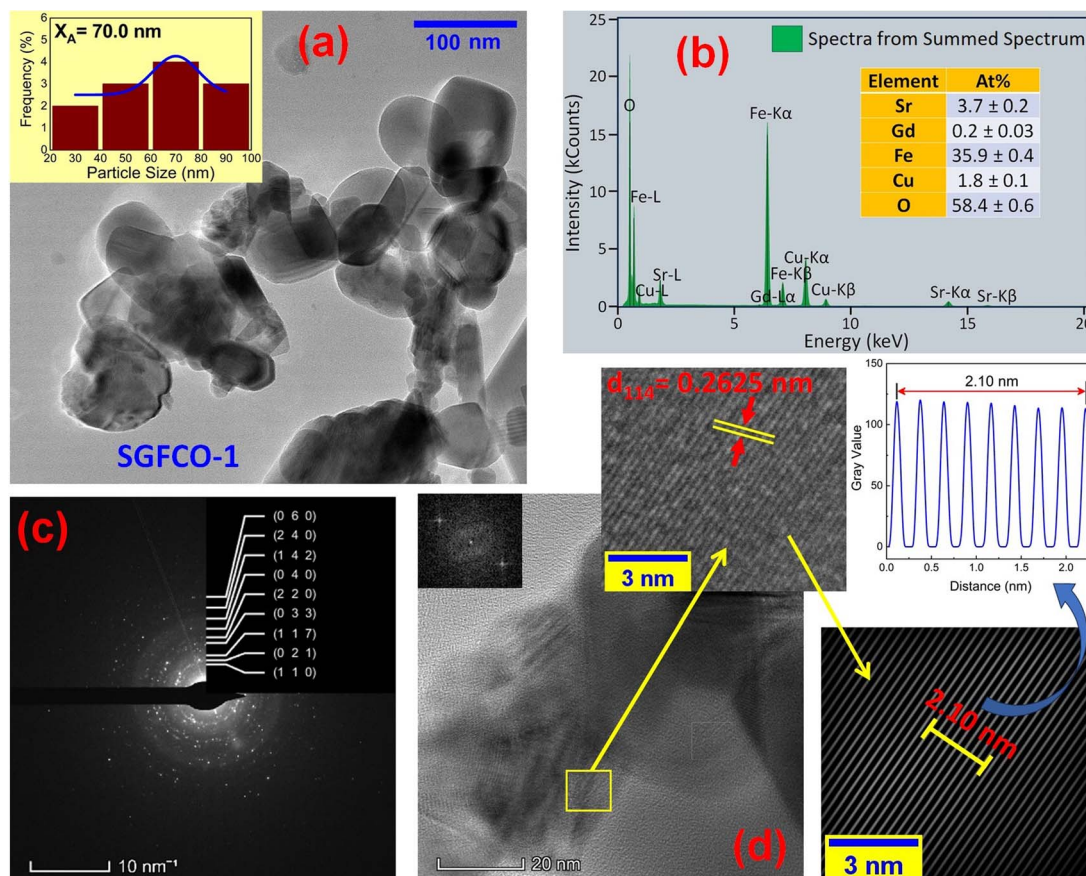 6
5
4
3
2
1
0
Frequency (%)
X_A= 70.0 nm
20 30 40 50 60 70 80 90 100
Particle Size (nm)
(a)
100 nm
SGFCO-1
(b)
Spectra from Summed Spectrum
Element At%
Sr 3.7 ± 0.2
Gd 0.2 ± 0.03
Fe 35.9 ± 0.4
Cu 1.8 ± 0.1
O 58.4 ± 0.6
25
20
15
10
5
0
Intensity (kCounts)
O
Fe-L
Cu-L
Sr-L
Fe-Kα
Cu-Kα
Fe-Kβ
Gd-Lα
Cu-Kβ
Sr-Kα
Sr-Kβ
0 5 10 15 20
Energy (keV)
(c)
(0 6 0)
(2 4 0)
(1 4 2)
(0 4 0)
(2 2 0)
(0 3 3)
(1 1 7)
(0 2 1)
(1 1 0)
10 nm⁻¹
d₁₁₄= 0.2625 nm
3 nm
150
100
50
0
Gray Value
2.10 nm
0.0 0.5 1.0 1.5 2.0
Distance (nm)
20 nm
(d)
2.10 nm
3 nm